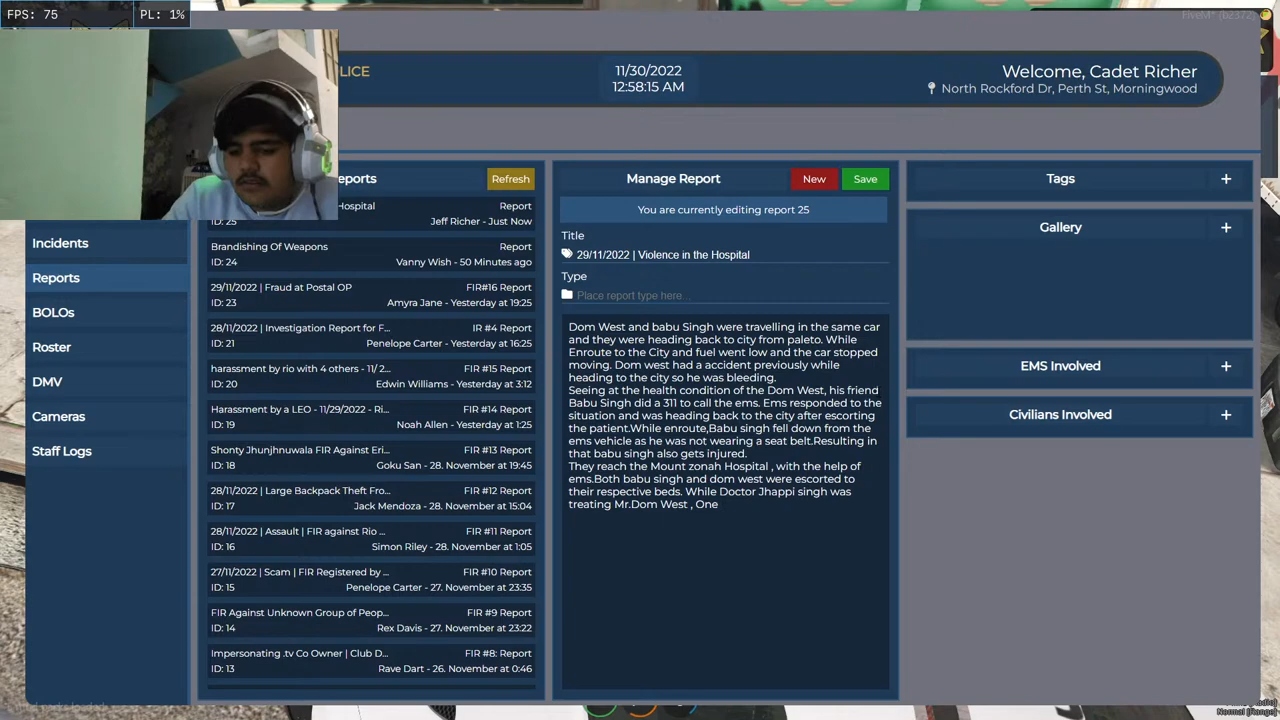 FPS: 75
PL: 1%
FiveM* (b2372)
LICE
11/30/2022
12:58:15 AM
Welcome, Cadet Richer
North Rockford Dr, Perth St, Morningwood
Incidents
Reports
BOLOs
Roster
DMV
Cameras
Staff Logs
eports
Refresh
ospital
Report
ID: 25
Jeff Richer - Just Now
Brandishing Of Weapons
Report
ID: 24
Vanny Wish - 50 Minutes ago
29/11/2022 | Fraud at Postal OP
FIR#16 Report
ID: 23
Amyra Jane - Yesterday at 19:25
28/11/2022 | Investigation Report for F...
IR #4 Report
ID: 21
Penelope Carter - Yesterday at 16:25
harassment by rio with 4 others - 11/ 2...
FIR # 15 Report
ID: 20
Edwin Williams - Yesterday at 3:12
Harassment by a LEO - 11/29/2022 - Ri...
FIR #14 Report
ID: 19
Noah Allen - Yesterday at 1:25
Shonty Jhunjhnuwala FIR Against Eri...
FIR #13 Report
ID: 18
Goku San - 28. November at 19:45
28/11/2022 | Large Backpack Theft Fro...
FIR #12 Report
ID: 17
Jack Mendoza - 28. November at 15:04
28/11/2022 | Assault | FIR against Rio ...
FIR #11 Report
ID: 16
Simon Riley - 28. November at 1:05
27/11/2022 | Scam | FIR Registered by ...
FIR #10 Report
ID: 15
Penelope Carter - 27. November at 23:35
FIR Against Unknown Group of Peop...
FIR #9 Report
ID: 14
Rex Davis - 27. November at 23:22
Impersonating .tv Co Owner | Club D...
FIR #8: Report
ID: 13
Rave Dart - 26. November at 0:46
Manage Report
New
Save
You are currently editing report 25
Title
29/11/2022 | Violence in the Hospital
Type
Place report type here...
Dom West and babu Singh were travelling in the same car
and they were heading back to city from paleto. While
Enroute to the City and fuel went low and the car stopped
moving. Dom west had a accident previously while
heading to the city so he was bleeding.
Seeing at the health condition of the Dom West, his friend
Babu Singh did a 311 to call the ems. Ems responded to the
situation and was heading back to the city after escorting
the patient.While enroute,Babu singh fell down from the
ems vehicle as he was not wearing a seat belt.Resulting in
that babu singh also gets injured.
They reach the Mount zonah Hospital , with the help of
ems.Both babu singh and dom west were escorted to
their respective beds. While Doctor Jhappi singh was
treating Mr.Dom West , One
Tags
+
Gallery
+
EMS Involved
+
Civilians Involved
+
Normal [Range]